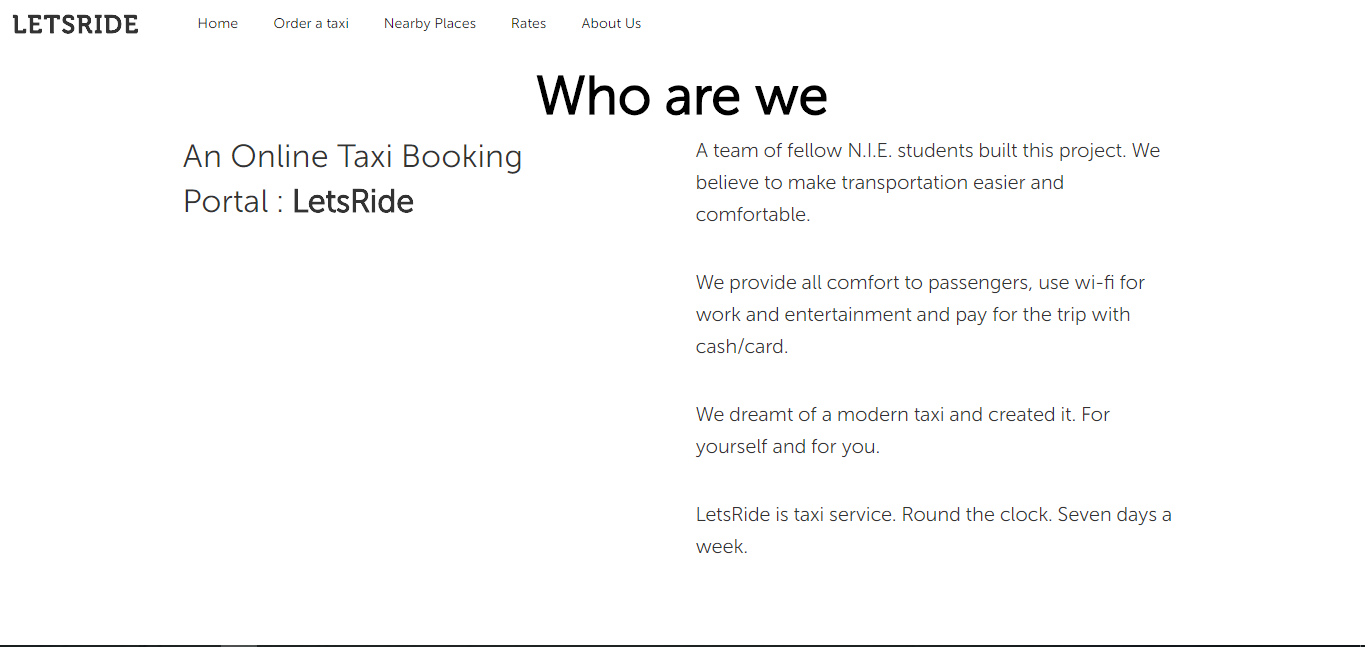 LETSRIDE Home Order a taxi Nearby Places Rates About Us
Who are we
An Online Taxi Booking
Portal : LetsRide
A team of fellow N.I.E. students built this project. We
believe to make transportation easier and
comfortable.
We provide all comfort to passengers, use wi-fi for
work and entertainment and pay for the trip with
cash/card.
We dreamt of a modern taxi and created it. For
yourself and for you.
LetsRide is taxi service. Round the clock. Seven days a
week.